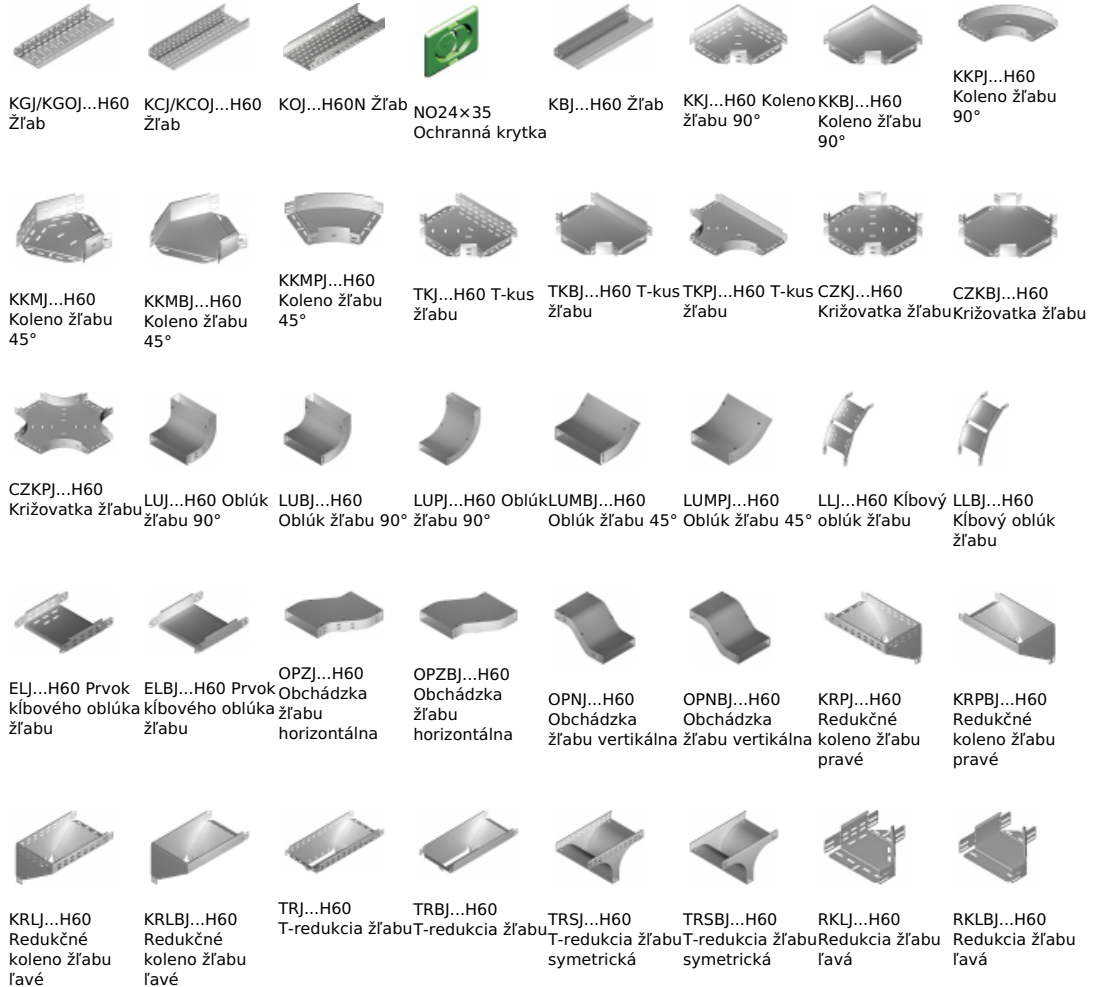 KGJ/KGOJ...H60
Žľab
KCJ/KCOJ...H60
Žľab
KOJ...H60N Žľab
NO24×35
Ochranná krytka
KBJ...H60 Žľab
KKJ...H60 Koleno
žľabu 90°
KKBJ...H60
Koleno žľabu
90°
KKPJ...H60
Koleno žľabu
90°
KKMJ...H60
Koleno žľabu
45°
KKMBJ...H60
Koleno žľabu
45°
KKMPJ...H60
Koleno žľabu
45°
TKJ...H60 T-kus
žľabu
TKBJ...H60 T-kus
žľabu
TKPJ...H60 T-kus
žľabu
CZKJ...H60
Križovatka žľabu
CZKBJ...H60
Križovatka žľabu
CZKPJ...H60
Križovatka žľabu
LUJ...H60 Oblúk
žľabu 90°
LUBJ...H60
Oblúk žľabu 90°
LUPJ...H60 Oblúk
žľabu 90°
LUMBJ...H60
Oblúk žľabu 45°
LUMPJ...H60
Oblúk žľabu 45°
LLJ...H60 Kĺbový
oblúk žľabu
LLBJ...H60
Kĺbový oblúk
žľabu
ELJ...H60 Prvok
kĺbového oblúka
žľabu
ELBJ...H60 Prvok
kĺbového oblúka
žľabu
OPZJ...H60
Obchádzka
žľabu
horizontálna
OPZBJ...H60
Obchádzka
žľabu
horizontálna
OPNJ...H60
Obchádzka
žľabu vertikálna
OPNBJ...H60
Obchádzka
žľabu vertikálna
KRPJ...H60
Redukčné
koleno žľabu
pravé
KRPBJ...H60
Redukčné
koleno žľabu
pravé
KRLJ...H60
Redukčné
koleno žľabu
ľavé
KRLBJ...H60
Redukčné
koleno žľabu
ľavé
TRJ...H60
T-redukcia žľabu
TRBJ...H60
T-redukcia žľabu
TRSJ...H60
T-redukcia žľabu
symetrická
TRSBJ...H60
T-redukcia žľabu
symetrická
RKLJ...H60
Redukcia žľabu
ľavá
RKLBJ...H60
Redukcia žľabu
ľavá